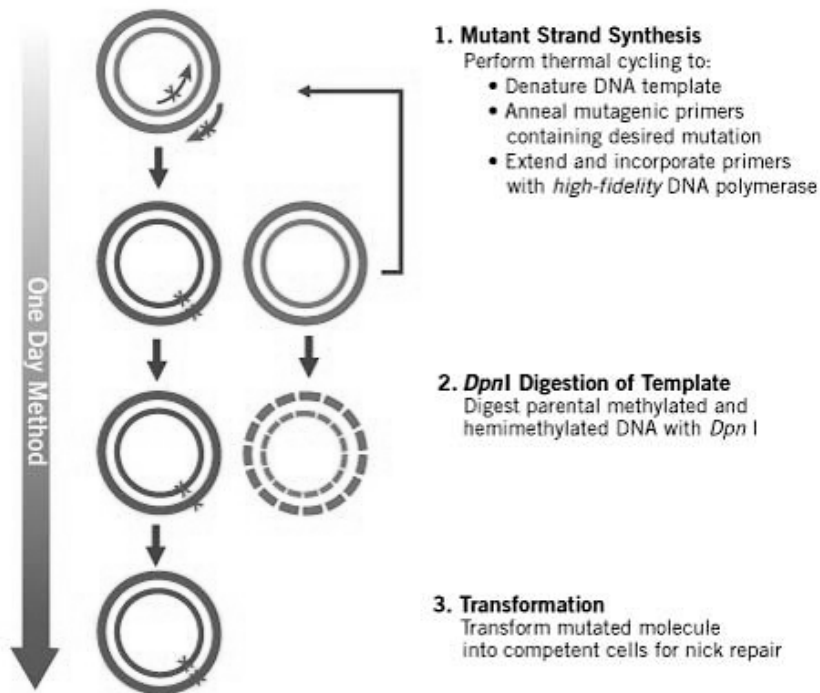 1. Mutant Strand Synthesis
Perform thermal cycling to:
• Denature DNA template
• Anneal mutagenic primers
containing desired mutation
• Extend and incorporate primers
with high-fidelity DNA polymerase
One Day Method
2. DpnI Digestion of Template
Digest parental methylated and
hemimethylated DNA with Dpn I
3. Transformation
Transform mutated molecule
into competent cells for nick repair